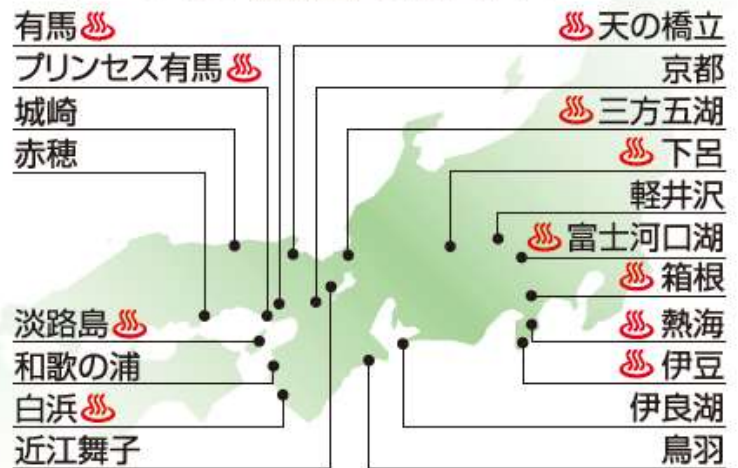 有馬♨
プリンセス有馬♨
城崎
赤穂
淡路島♨
和歌の浦
白浜♨
近江舞子
♨天の橋立
京都
♨三方五湖
♨下呂
軽井沢
♨富士河口湖
♨箱根
♨熱海
♨伊豆
伊良湖
鳥羽